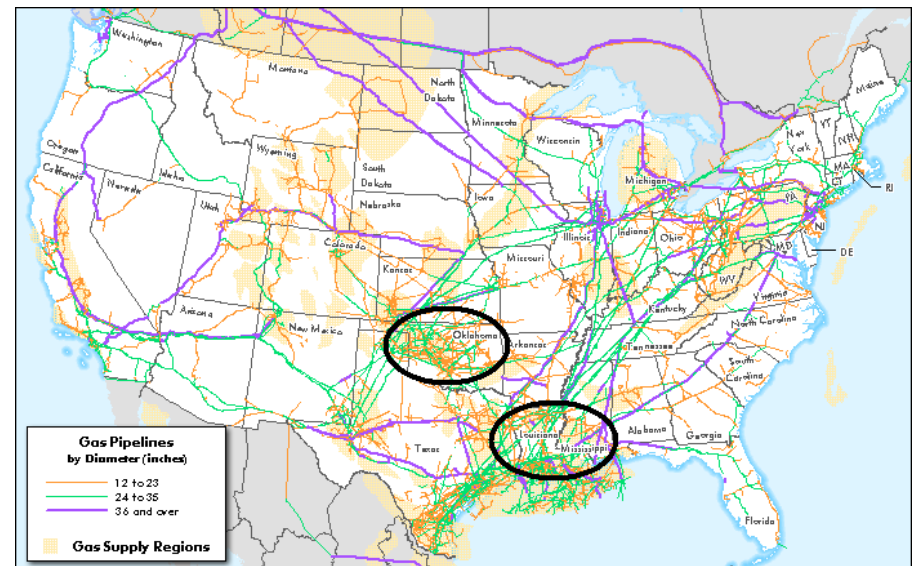 Washington
Montana
North
Dakota
Minnesota
Wisconsin
Michigan
Maine
VT
NH
New
York
MA
CT
RI
Oregon
Idaho
Wyoming
South
Dakota
Iowa
Nebraska
California
Nevada
Utah
Colorado
Kansas
Missouri
Illinois
Indiana
Ohio
PA
NJ
MD
DE
WV
Virginia
Kentucky
North Carolina
Tennessee
South
Carolina
Arizona
New Mexico
Oklahoma
Arkansas
Texas
Louisiana
Mississippi
Alabama
Georgia
Florida
Gas Pipelines
by Diameter (inches)
12 to 23
24 to 35
36 and over
Gas Supply Regions